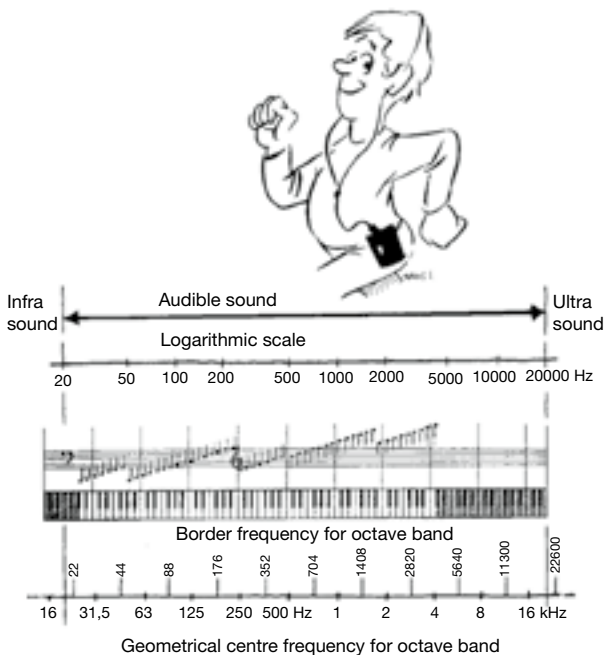 Infra sound
Audible sound
Ultra sound
Logarithmic scale
20 50 100 200 500 1000 2000 5000 10000 20000 Hz
Border frequency for octave band
22 44 88 176 352 704 1408 2820 5640 11300 22600
16 31,5 63 125 250 500 Hz 1 2 4 8 16 kHz
Geometrical centre frequency for octave band